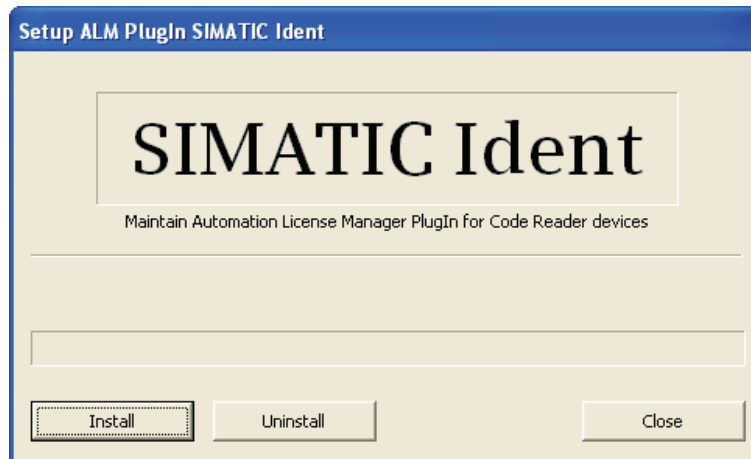 Setup ALM PlugIn SIMATIC Ident
SIMATIC Ident
Maintain Automation License Manager PlugIn for Code Reader devices
Install Uninstall Close